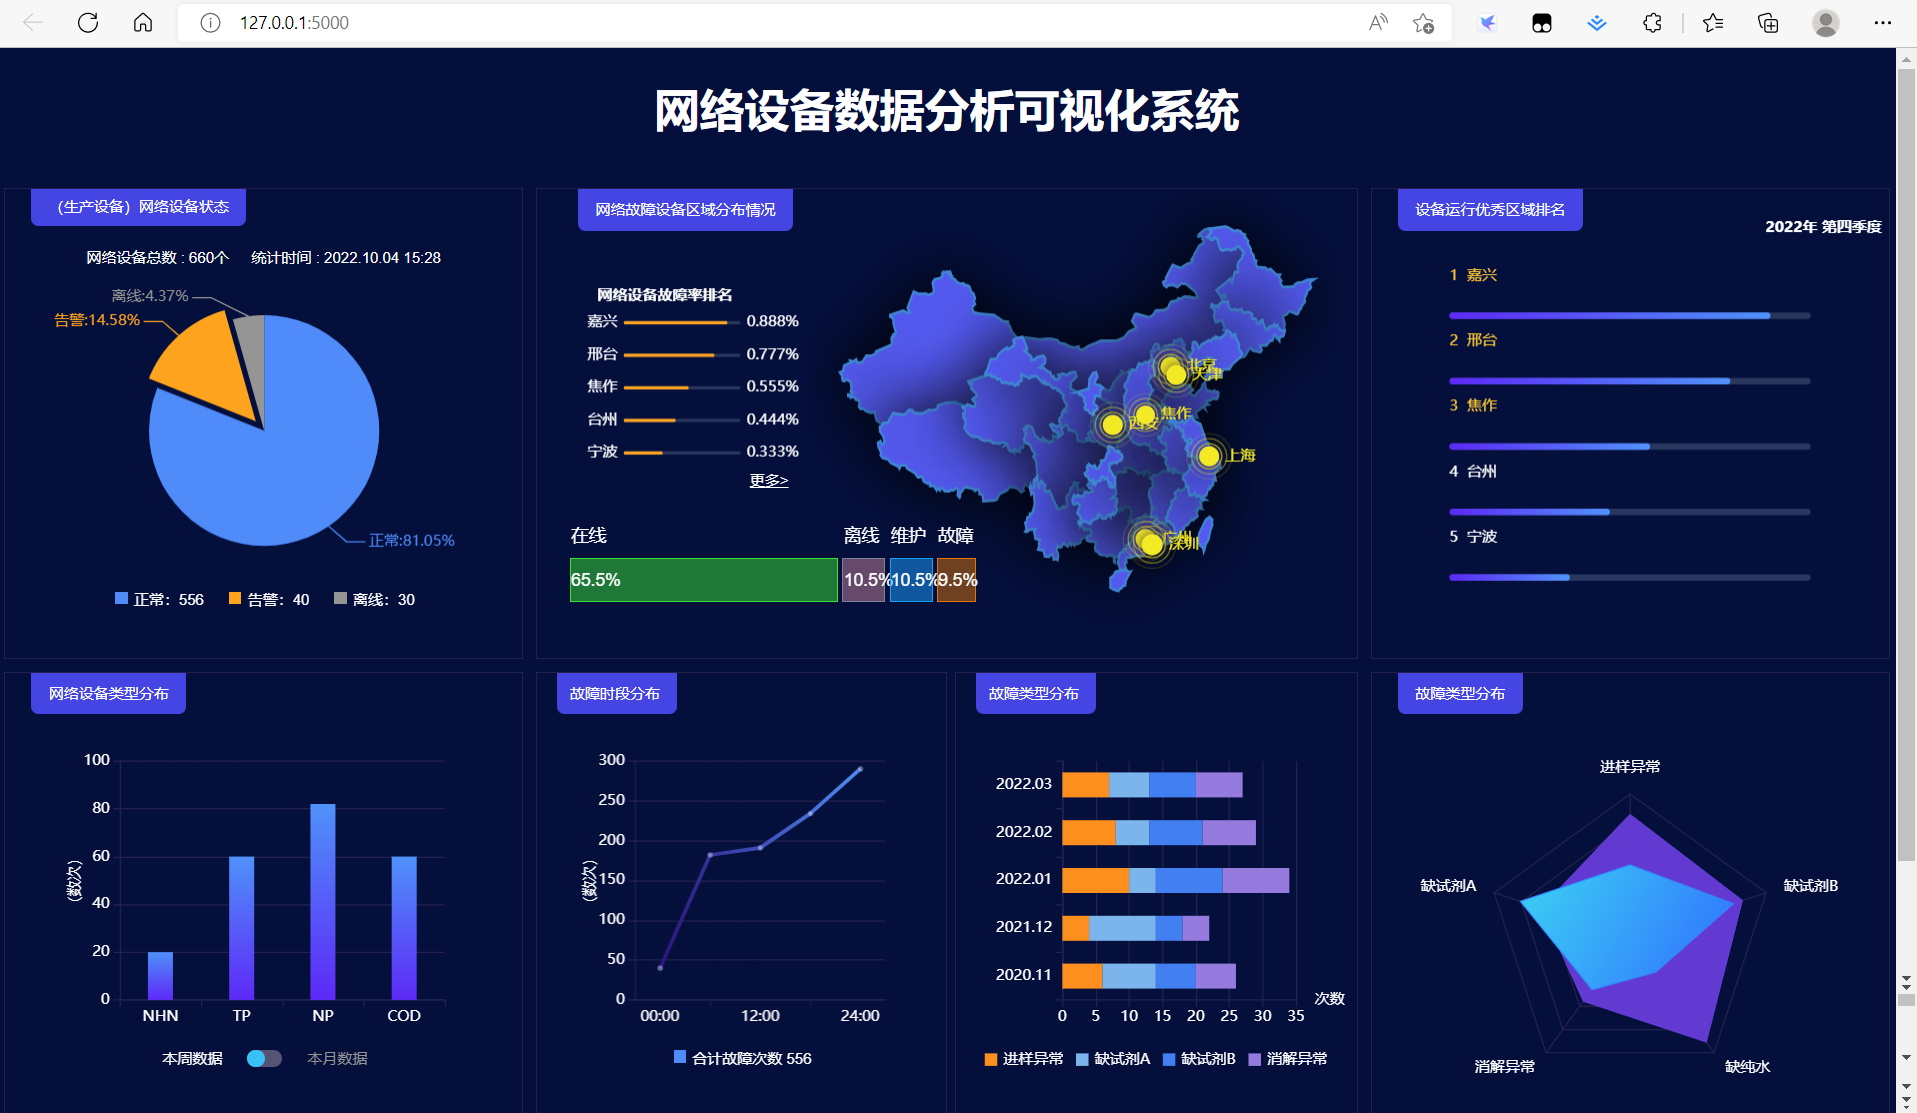 127.0.0.1:5000
网络设备数据分析可视化系统
（生产设备）网络设备状态
网络设备总数 : 660个 统计时间 : 2022.10.04 15:28
离线:4.37%
告警:14.58%
正常:81.05%
正常：556 告警：40 离线：30
网络故障设备区域分布情况
网络设备故障率排名
嘉兴 0.888%
邢台 0.777%
焦作 0.555%
台州 0.444%
宁波 0.333%
更多>
在线 离线 维护 故障
65.5% 10.5% 10.5% 9.5%
北京
天津
焦作
西安
上海
广州
深圳
设备运行优秀区域排名
2022年 第四季度
1 嘉兴
2 邢台
3 焦作
4 台州
5 宁波
网络设备类型分布
(数次)
100
80
60
40
20
0
NHN TP NP COD
本周数据 本月数据
故障时段分布
(数次)
300
250
200
150
100
50
0
00:00 12:00 24:00
合计故障次数 556
故障类型分布
2022.03
2022.02
2022.01
2021.12
2020.11
次数
0 5 10 15 20 25 30 35
进样异常 缺试剂A 缺试剂B 消解异常
故障类型分布
进样异常
缺试剂A 缺试剂B
消解异常 缺纯水